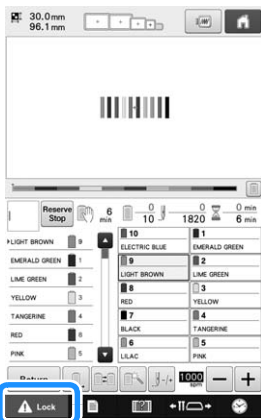 30.0mm
96.1mm
Reserve Stop
6 min
0
10
0
1820
0 min
6 min
LIGHT BROWN 9
EMERALD GREEN 1
LIME GREEN 2
YELLOW 3
TANGERINE 4
RED 8
PINK 5
10 ELECTRIC BLUE
1 EMERALD GREEN
9 LIGHT BROWN
2 LIME GREEN
8 RED
3 YELLOW
7 BLACK
4 TANGERINE
6 LILAC
5 PINK
Return
1000 spm
- +
Lock